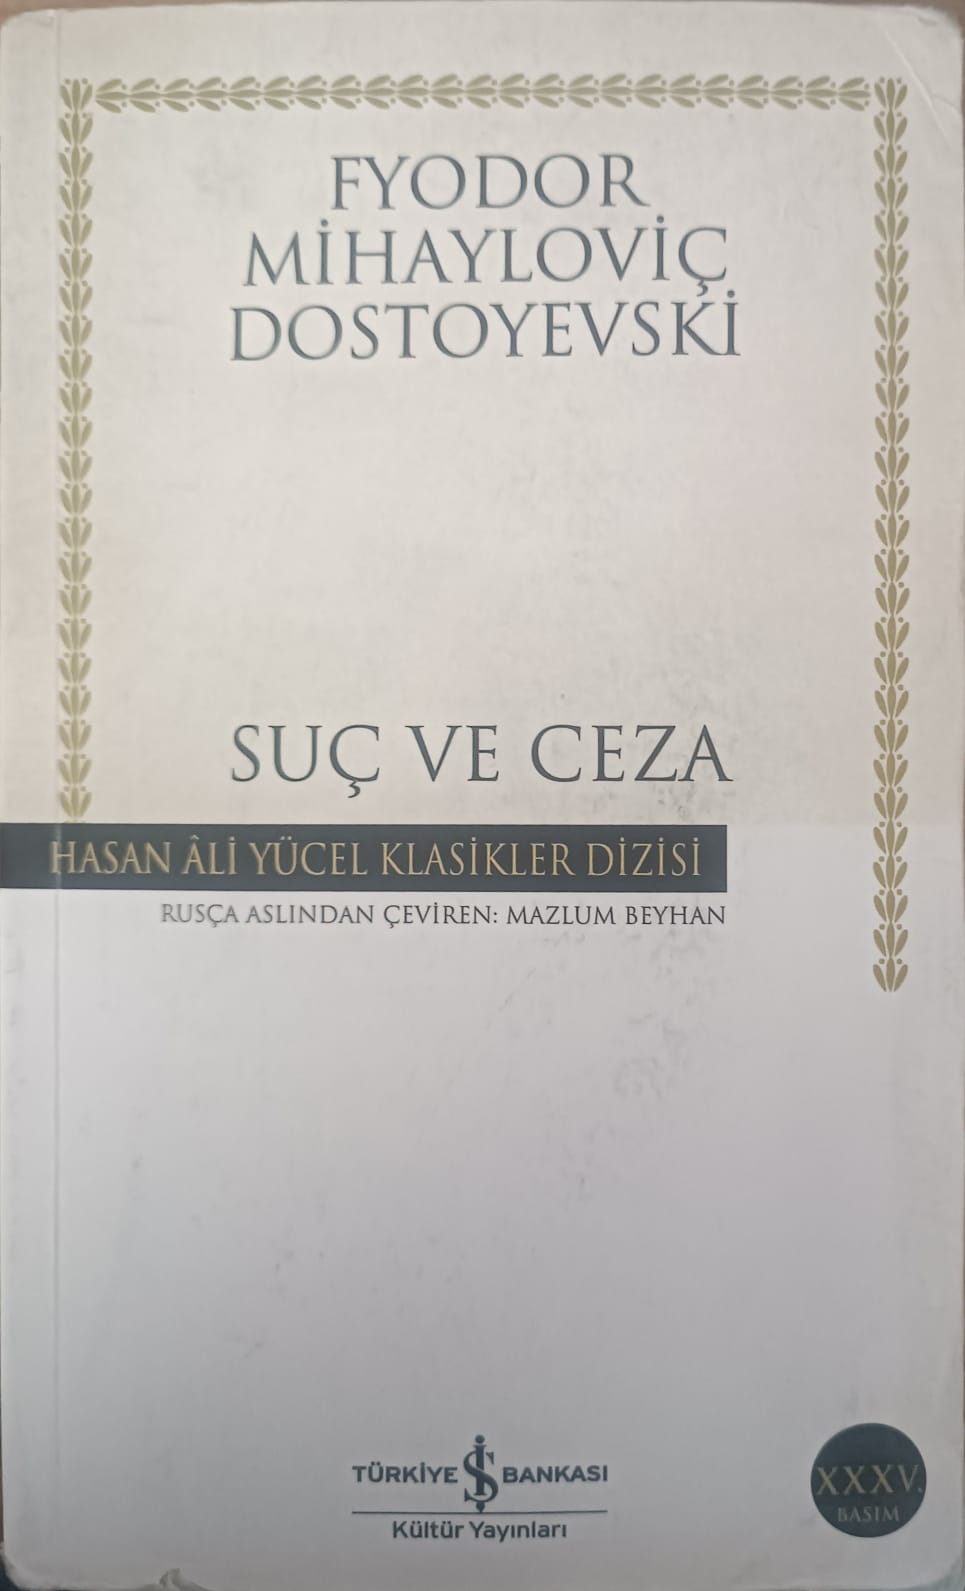 FYODOR
MİHAYLOVİÇ
DOSTOYEVSKİ
SUÇ VE CEZA
HASAN ÂLİ YÜCEL KLASİKLER DİZİSİ
RUSÇA ASLINDAN ÇEVİREN: MAZLUM BEYHAN
TÜRKİYE İŞ BANKASI
Kültür Yayınları
XXXV.
BASIM